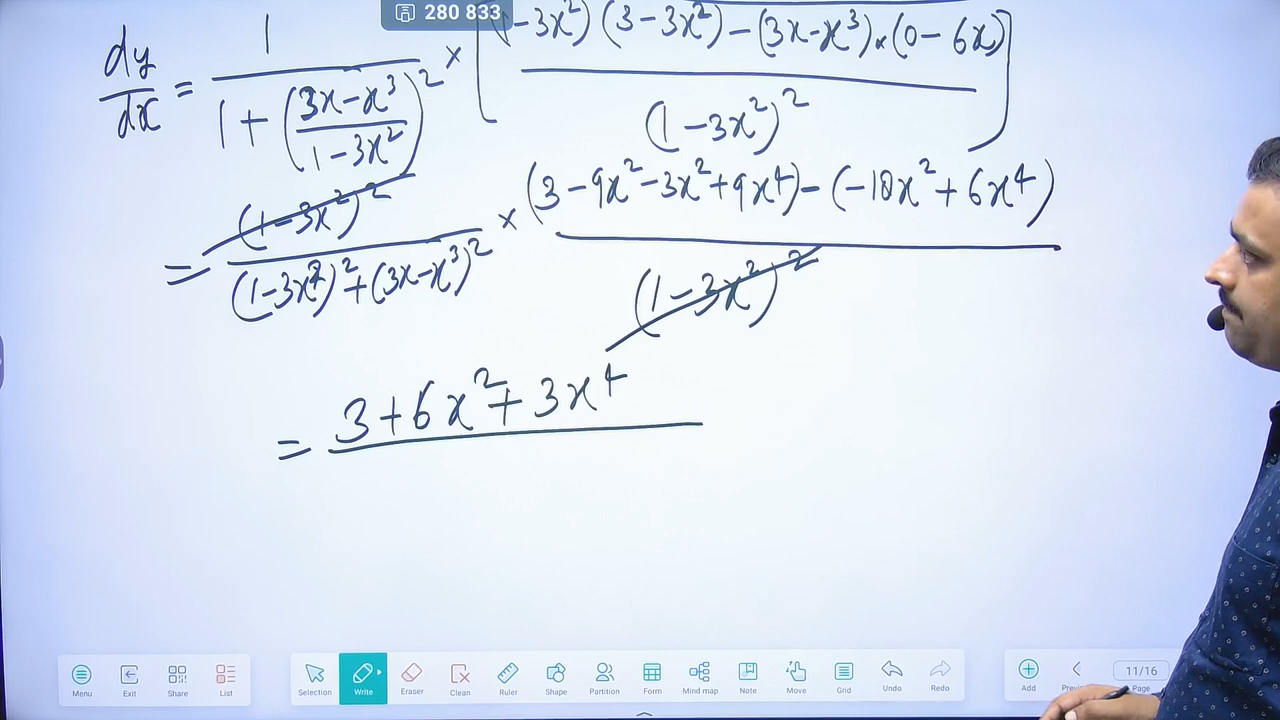 280 833
dy/dx = 1/(1 + ((3x-x³)/(1-3x²))²) × [(1-3x²)(3-3x²) - (3x-x³)×(0-6x)]/(1-3x²)²
= (1-3x²)²/((1-3x²)²+(3x-x³)²) × ((3-9x²-3x²+9x⁴) - (-18x²+6x⁴))/(1-3x²)²
= 3+6x²+3x⁴
Menu Exit Share List Selection Write Eraser Clean Ruler Shape Partition Form Mind map Note Move Grid Undo Redo Add 11/16 Page